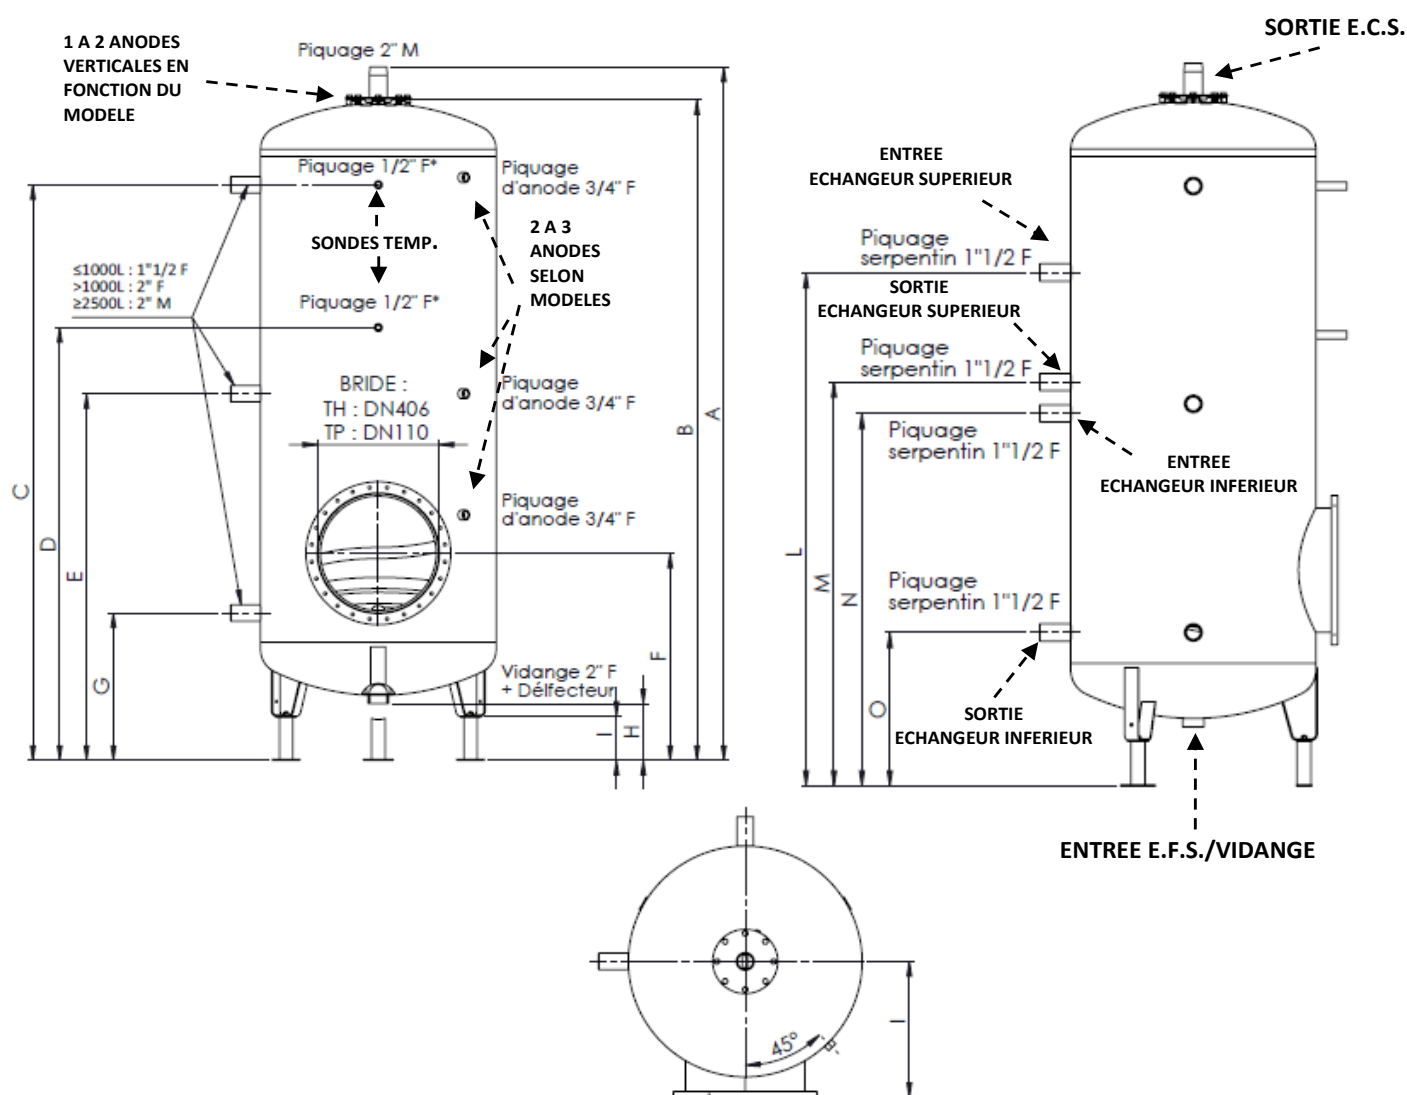 1 A 2 ANODES
VERTICALES EN
FONCTION DU
MODELE
Piquage 2" M
Piquage 1/2" F*
SONDES TEMP.
Piquage 1/2" F*
Piquage
d'anode 3/4" F
2 A 3
ANODES
SELON
MODELES
≤1000L : 1"1/2 F
>1000L : 2" F
≥2500L : 2" M
BRIDE :
TH : DN406
TP : DN110
Piquage
d'anode 3/4" F
Piquage
d'anode 3/4" F
Vidange 2" F
+ Délfecteur
C
D
E
G
I
H
F
B
A
SORTIE E.C.S.
ENTREE
ECHANGEUR SUPERIEUR
Piquage
serpentin 1"1/2 F
SORTIE
ECHANGEUR SUPERIEUR
Piquage
serpentin 1"1/2 F
Piquage
serpentin 1"1/2 F
ENTREE
ECHANGEUR INFERIEUR
Piquage
serpentin 1"1/2 F
SORTIE
ECHANGEUR INFERIEUR
L
M
N
O
ENTREE E.F.S./VIDANGE
45°
I